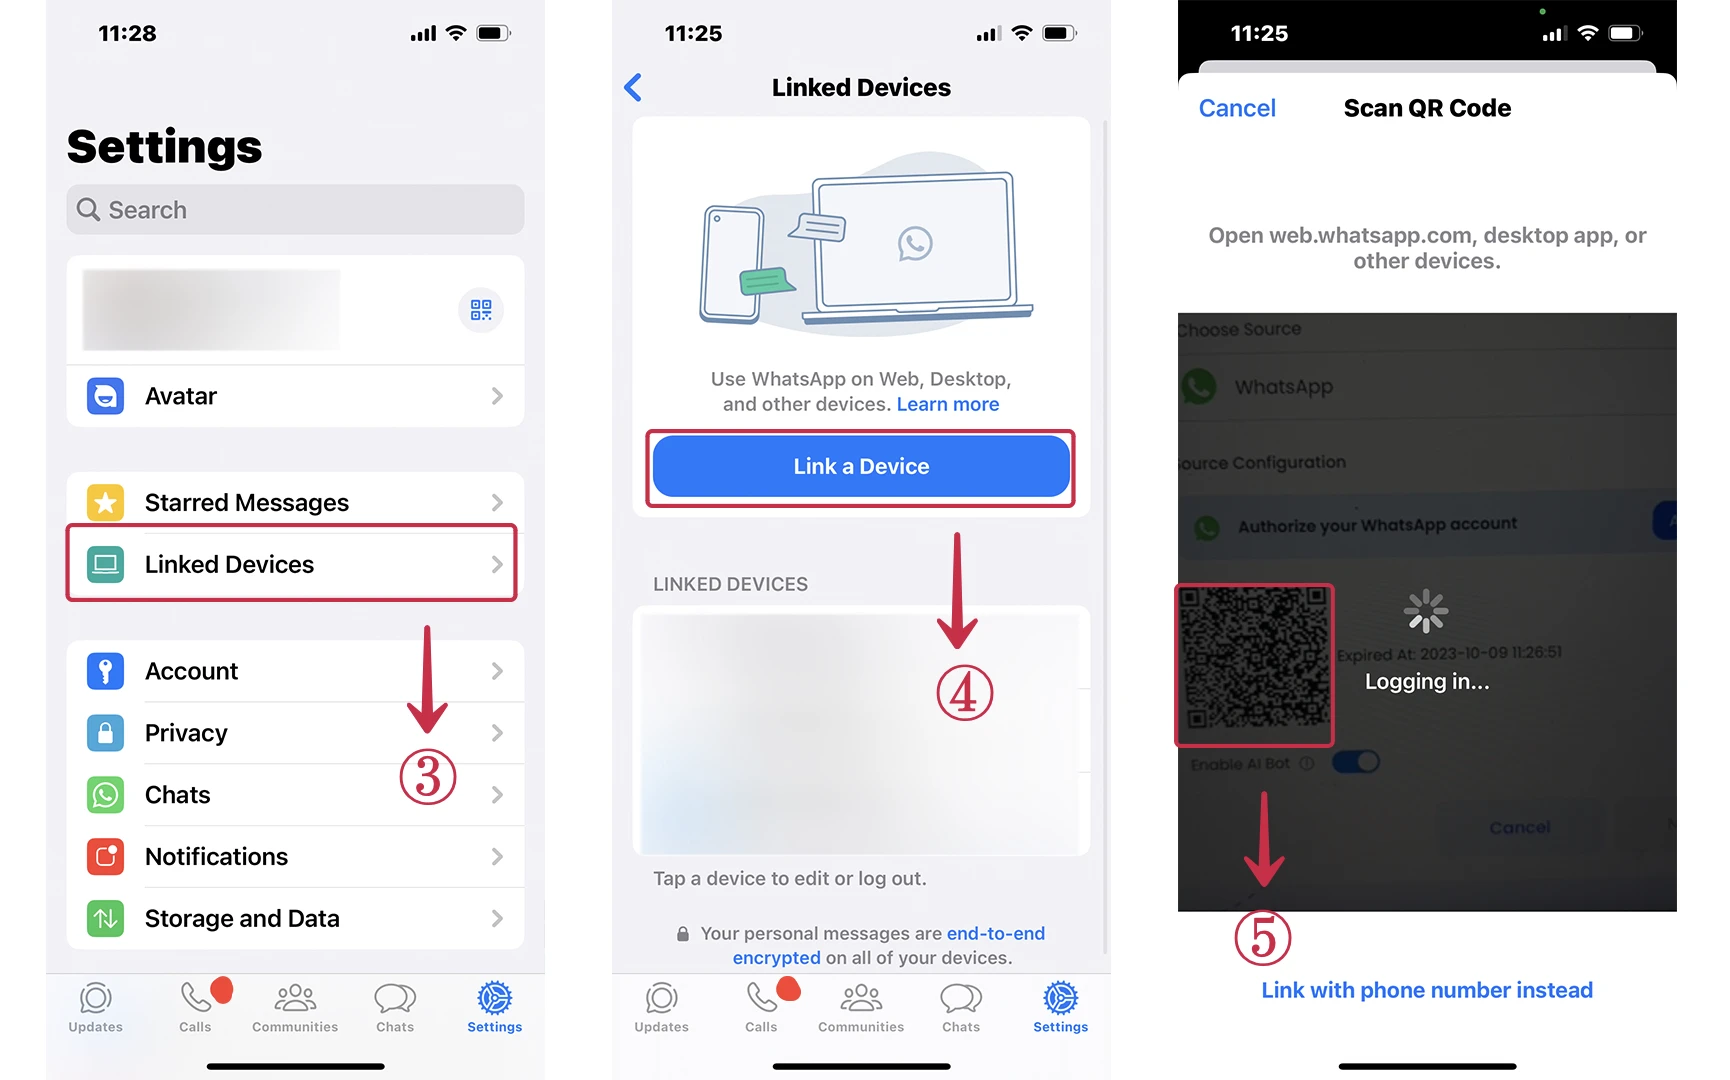 11:28
Settings
Search
Avatar
Starred Messages
Linked Devices
Account
Privacy
Chats
Notifications
Storage and Data
③
Updates
Calls
Communities
Chats
Settings
11:25
Linked Devices
Use WhatsApp on Web, Desktop,
and other devices. Learn more
Link a Device
LINKED DEVICES
④
Tap a device to edit or log out.
Your personal messages are end-to-end
encrypted on all of your devices.
Updates
Calls
Communities
Chats
Settings
11:25
Cancel
Scan QR Code
Open web.whatsapp.com, desktop app, or
other devices.
Choose Source
WhatsApp
Source Configuration
Authorize your WhatsApp account
Expired At: 2023-10-09 11:26:51
Logging in...
Enable AI Bot
Cancel
⑤
Link with phone number instead